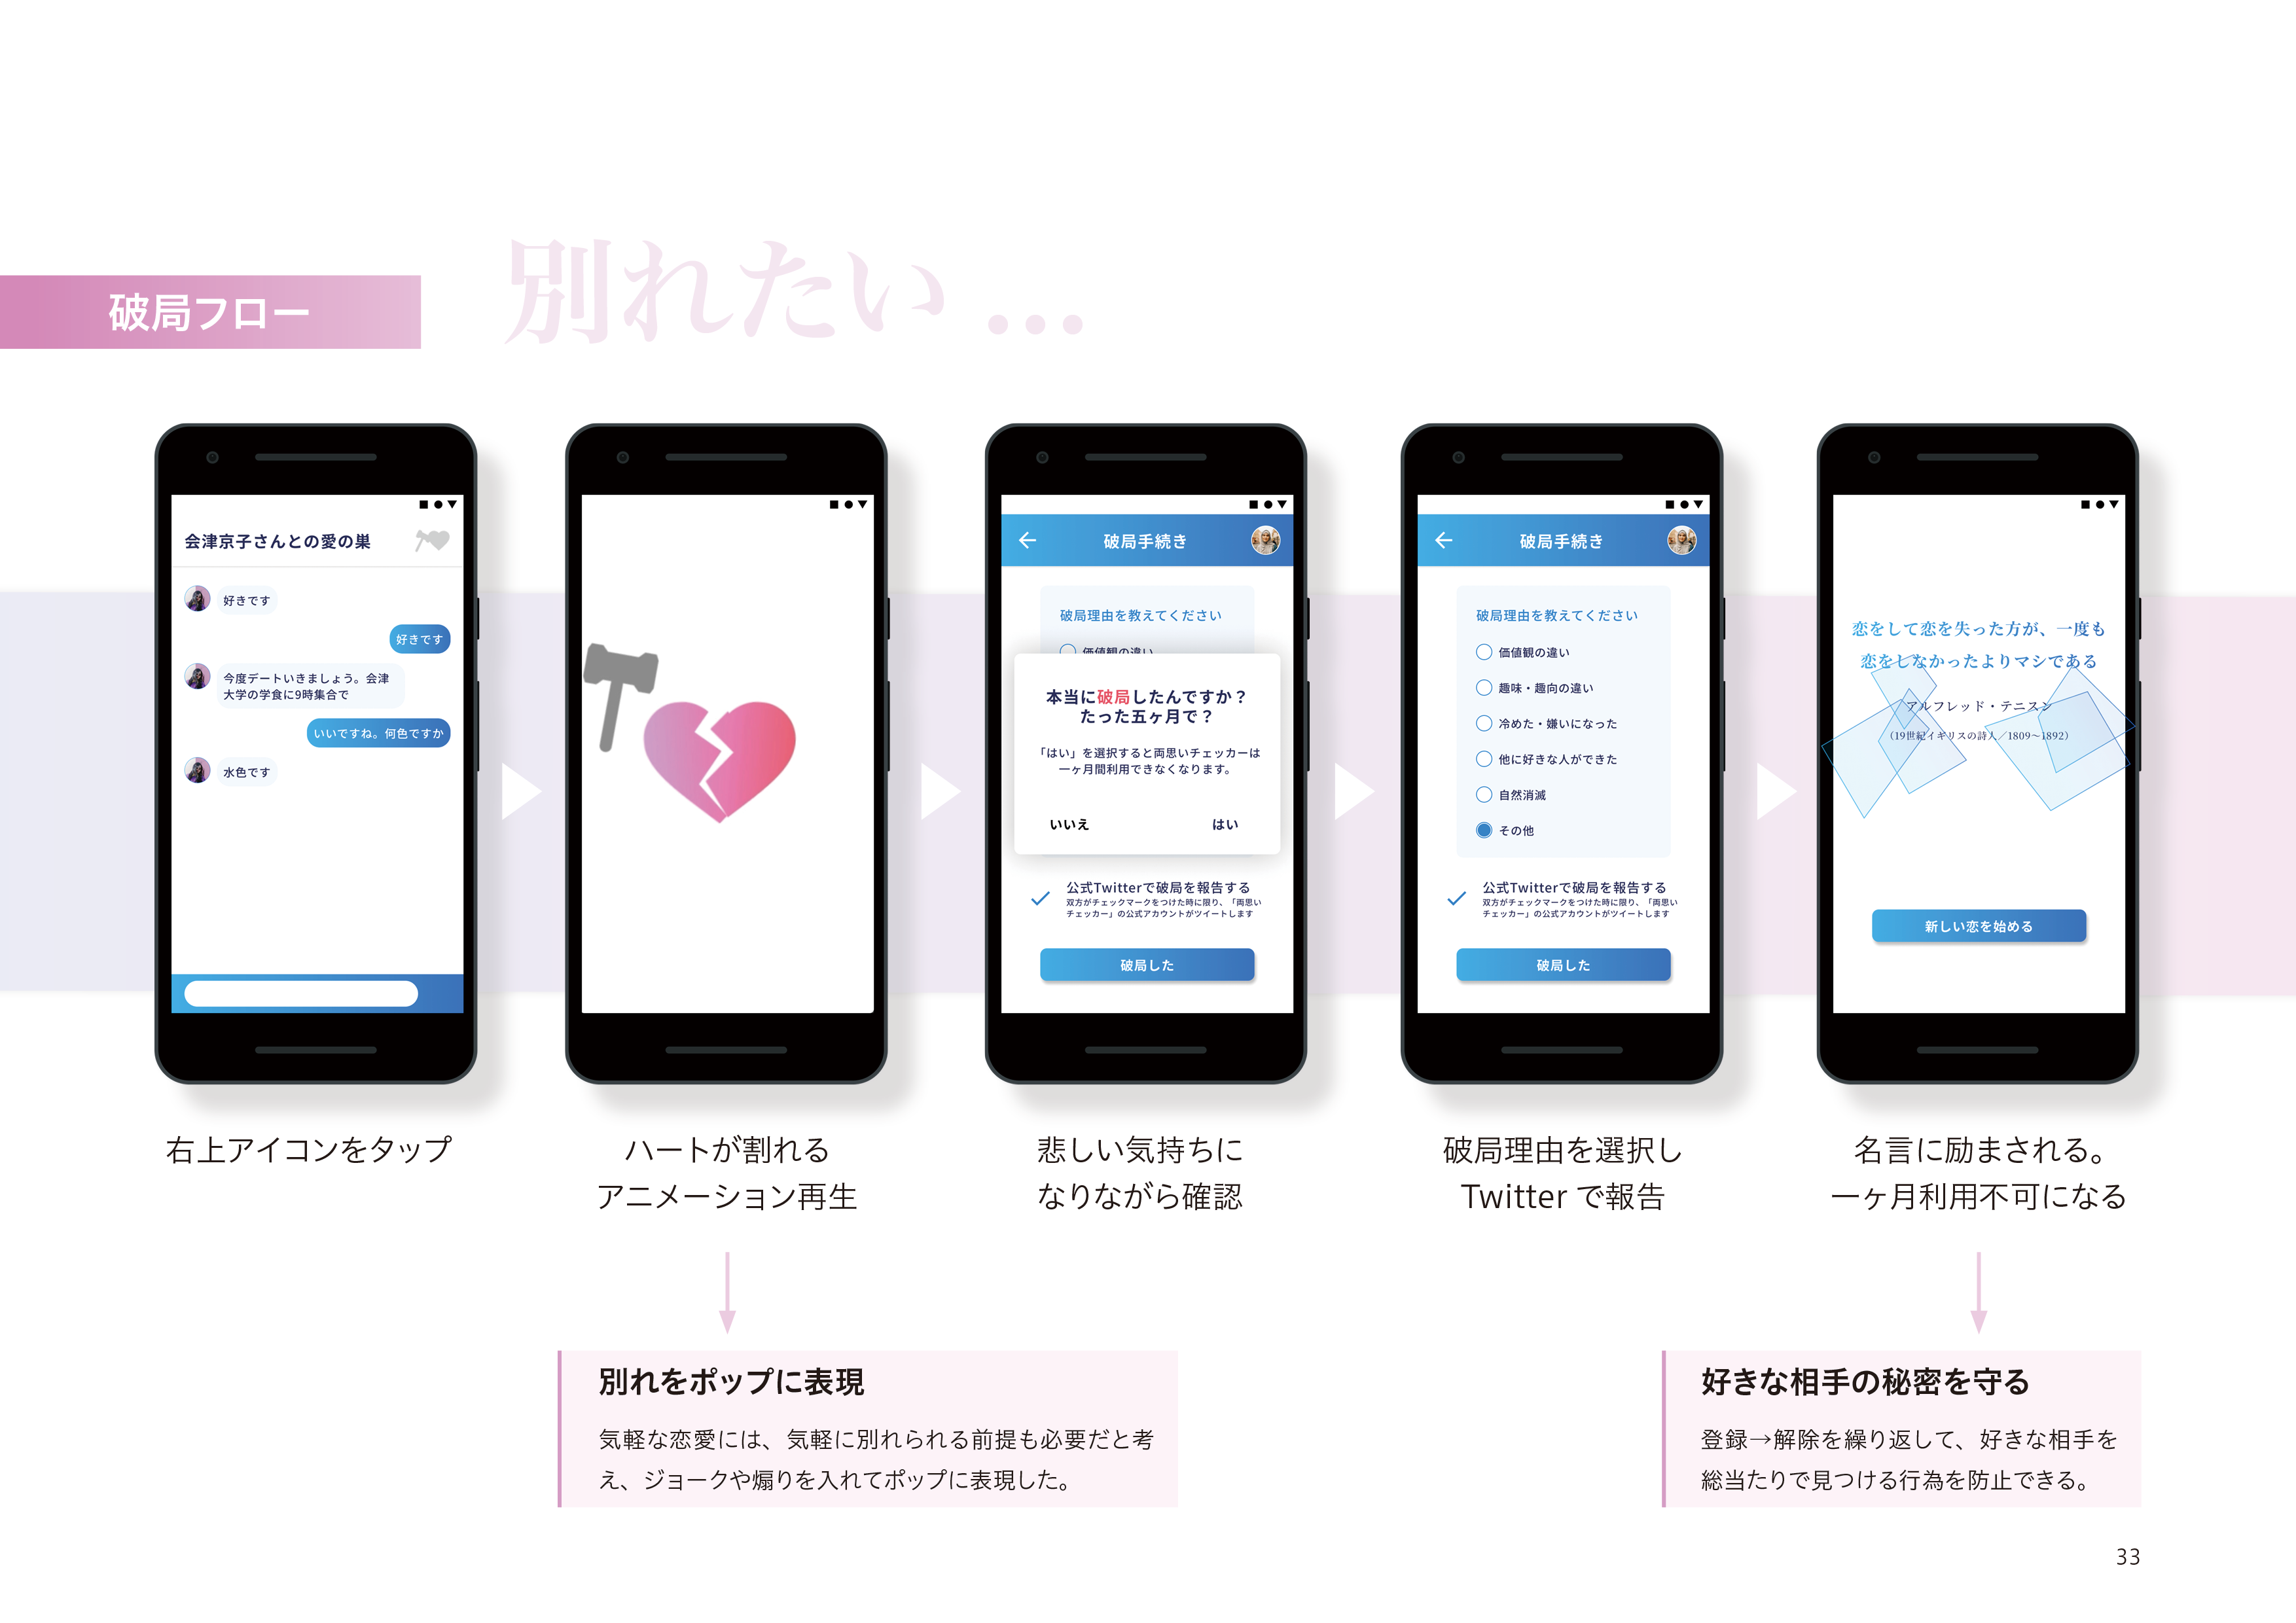 破局フロー
別れたい...
会津京子さんとの愛の巣
好きです
好きです
今度デートいきましょう。会津
大学の学食に9時集合で
いいですね。何色ですか
水色です
右上アイコンをタップ
ハートが割れる
アニメーション再生
破局手続き
破局理由を教えてください
価値観の違い
本当に破局したんですか？
たった五ヶ月で？
「はい」を選択すると両思いチェッカーは
一ヶ月間利用できなくなります。
いいえ
はい
公式Twitterで破局を報告する
双方がチェックマークをつけた時に限り、「両思い
チェッカー」の公式アカウントがツイートします
破局した
悲しい気持ちに
なりながら確認
破局手続き
破局理由を教えてください
価値観の違い
趣味・趣向の違い
冷めた・嫌いになった
他に好きな人ができた
自然消滅
その他
公式Twitterで破局を報告する
双方がチェックマークをつけた時に限り、「両思い
チェッカー」の公式アカウントがツイートします
破局した
破局理由を選択し
Twitter で報告
恋をして恋を失った方が、一度も
恋をしなかったよりマシである
アルフレッド・テニスン
（19世紀イギリスの詩人／1809〜1892）
新しい恋を始める
名言に励まされる。
一ヶ月利用不可になる
別れをポップに表現
気軽な恋愛には、気軽に別れられる前提も必要だと考
え、ジョークや煽りを入れてポップに表現した。
好きな相手の秘密を守る
登録→解除を繰り返して、好きな相手を
総当たりで見つける行為を防止できる。
33